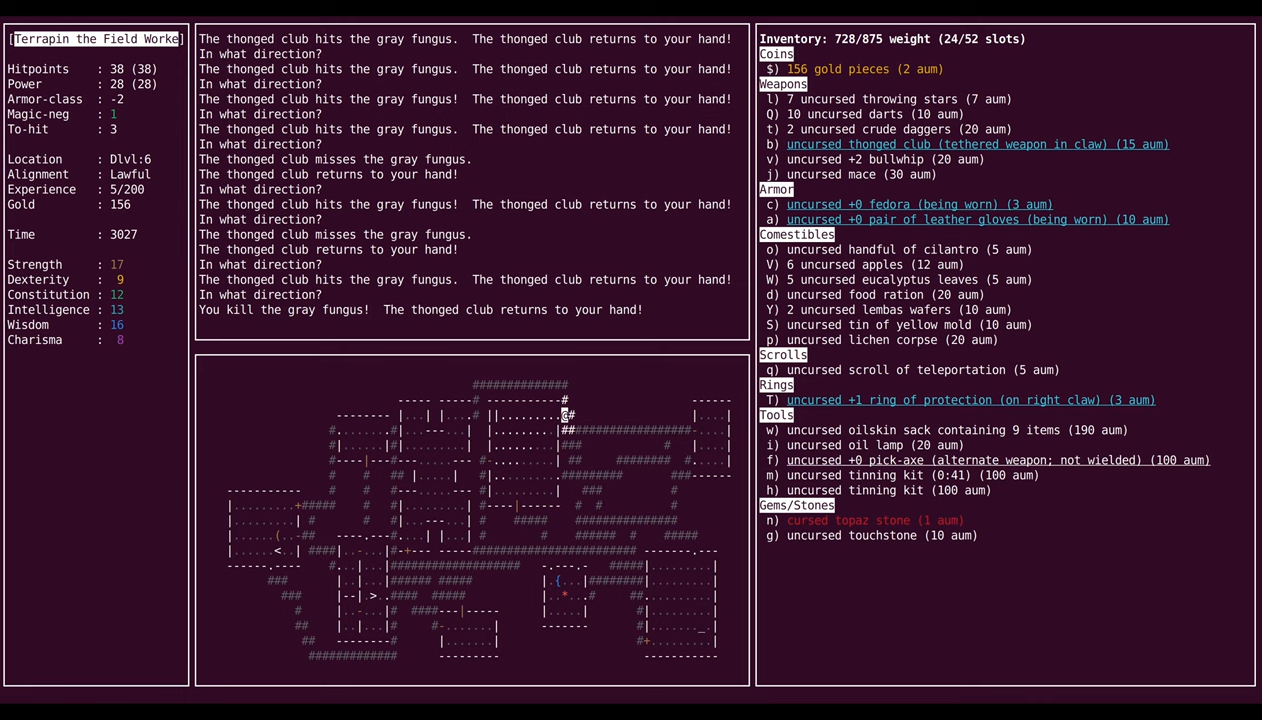 [Terrapin the Field Worke]
Hitpoints : 38 (38)
Power : 28 (28)
Armor-class : -2
Magic-neg : 1
To-hit : 3
Location : Dlvl:6
Alignment : Lawful
Experience : 5/200
Gold : 156
Time : 3027
Strength : 17
Dexterity : 9
Constitution : 12
Intelligence : 13
Wisdom : 16
Charisma : 8
The thonged club hits the gray fungus.  The thonged club returns to your hand!
In what direction?
The thonged club hits the gray fungus.  The thonged club returns to your hand!
In what direction?
The thonged club hits the gray fungus!  The thonged club returns to your hand!
In what direction?
The thonged club hits the gray fungus.  The thonged club returns to your hand!
In what direction?
The thonged club misses the gray fungus.
The thonged club returns to your hand!
In what direction?
The thonged club hits the gray fungus!  The thonged club returns to your hand!
In what direction?
The thonged club misses the gray fungus.
The thonged club returns to your hand!
In what direction?
The thonged club hits the gray fungus.  The thonged club returns to your hand!
In what direction?
You kill the gray fungus!  The thonged club returns to your hand!
Inventory: 728/875 weight (24/52 slots)
Coins
$) 156 gold pieces (2 aum)
Weapons
l) 7 uncursed throwing stars (7 aum)
Q) 10 uncursed darts (10 aum)
t) 2 uncursed crude daggers (20 aum)
b) uncursed thonged club (tethered weapon in claw) (15 aum)
v) uncursed +2 bullwhip (20 aum)
j) uncursed mace (30 aum)
Armor
c) uncursed +0 fedora (being worn) (3 aum)
a) uncursed +0 pair of leather gloves (being worn) (10 aum)
Comestibles
o) uncursed handful of cilantro (5 aum)
V) 6 uncursed apples (12 aum)
W) 5 uncursed eucalyptus leaves (5 aum)
d) uncursed food ration (20 aum)
Y) 2 uncursed lembas wafers (10 aum)
S) uncursed tin of yellow mold (10 aum)
p) uncursed lichen corpse (20 aum)
Scrolls
q) uncursed scroll of teleportation (5 aum)
Rings
T) uncursed +1 ring of protection (on right claw) (3 aum)
Tools
w) uncursed oilskin sack containing 9 items (190 aum)
i) uncursed oil lamp (20 aum)
f) uncursed +0 pick-axe (alternate weapon; not wielded) (100 aum)
m) uncursed tinning kit (0:41) (100 aum)
h) uncursed tinning kit (100 aum)
Gems/Stones
n) cursed topaz stone (1 aum)
g) uncursed touchstone (10 aum)